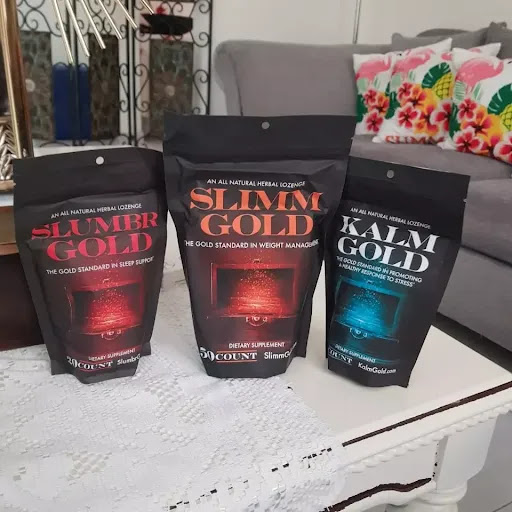 AN ALL NATURAL HERBAL LOZENGE
SLUMBR
GOLD
THE GOLD STANDARD IN SLEEP SUPPORT
DIETARY SUPPLEMENT
COUNT
AN ALL NATURAL HERBAL LOZENGE
SLIMM
GOLD
THE GOLD STANDARD IN WEIGHT MANAGEMENT
DIETARY SUPPLEMENT
COUNT
AN ALL NATURAL HERBAL LOZENGE
KALM
GOLD
THE GOLD STANDARD IN PROMOTING
A HEALTHY RESPONSE TO STRESS*
DIETARY SUPPLEMENT
COUNT KalmGold.com